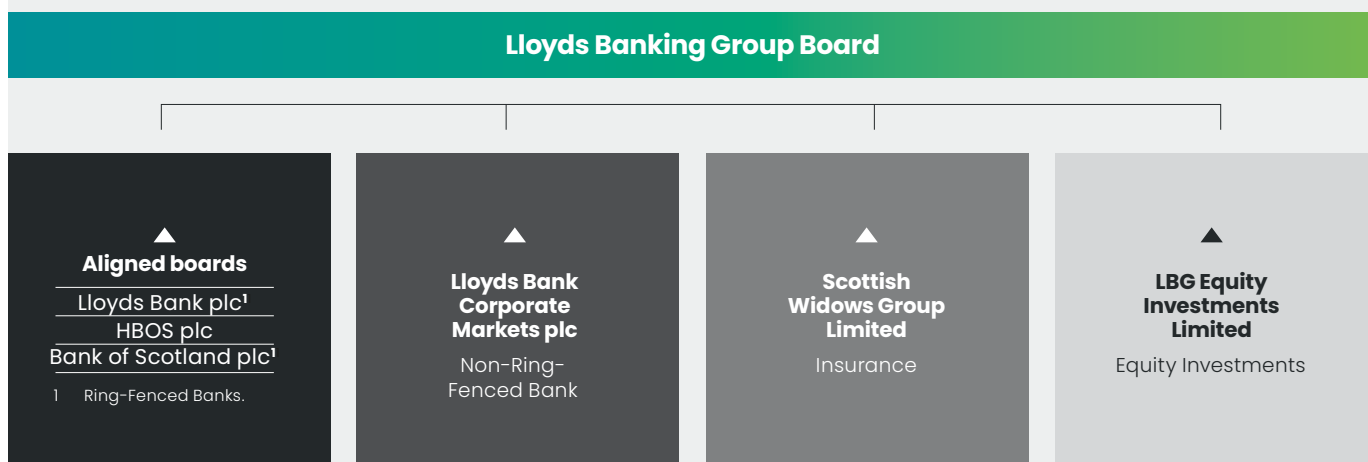 Lloyds Banking Group Board
Aligned boards
Lloyds Bank plc¹
HBOS plc
Bank of Scotland plc¹
1 Ring-Fenced Banks.
Lloyds Bank
Corporate
Markets plc
Non-Ring-
Fenced Bank
Scottish
Widows Group
Limited
Insurance
LBG Equity
Investments
Limited
Equity Investments